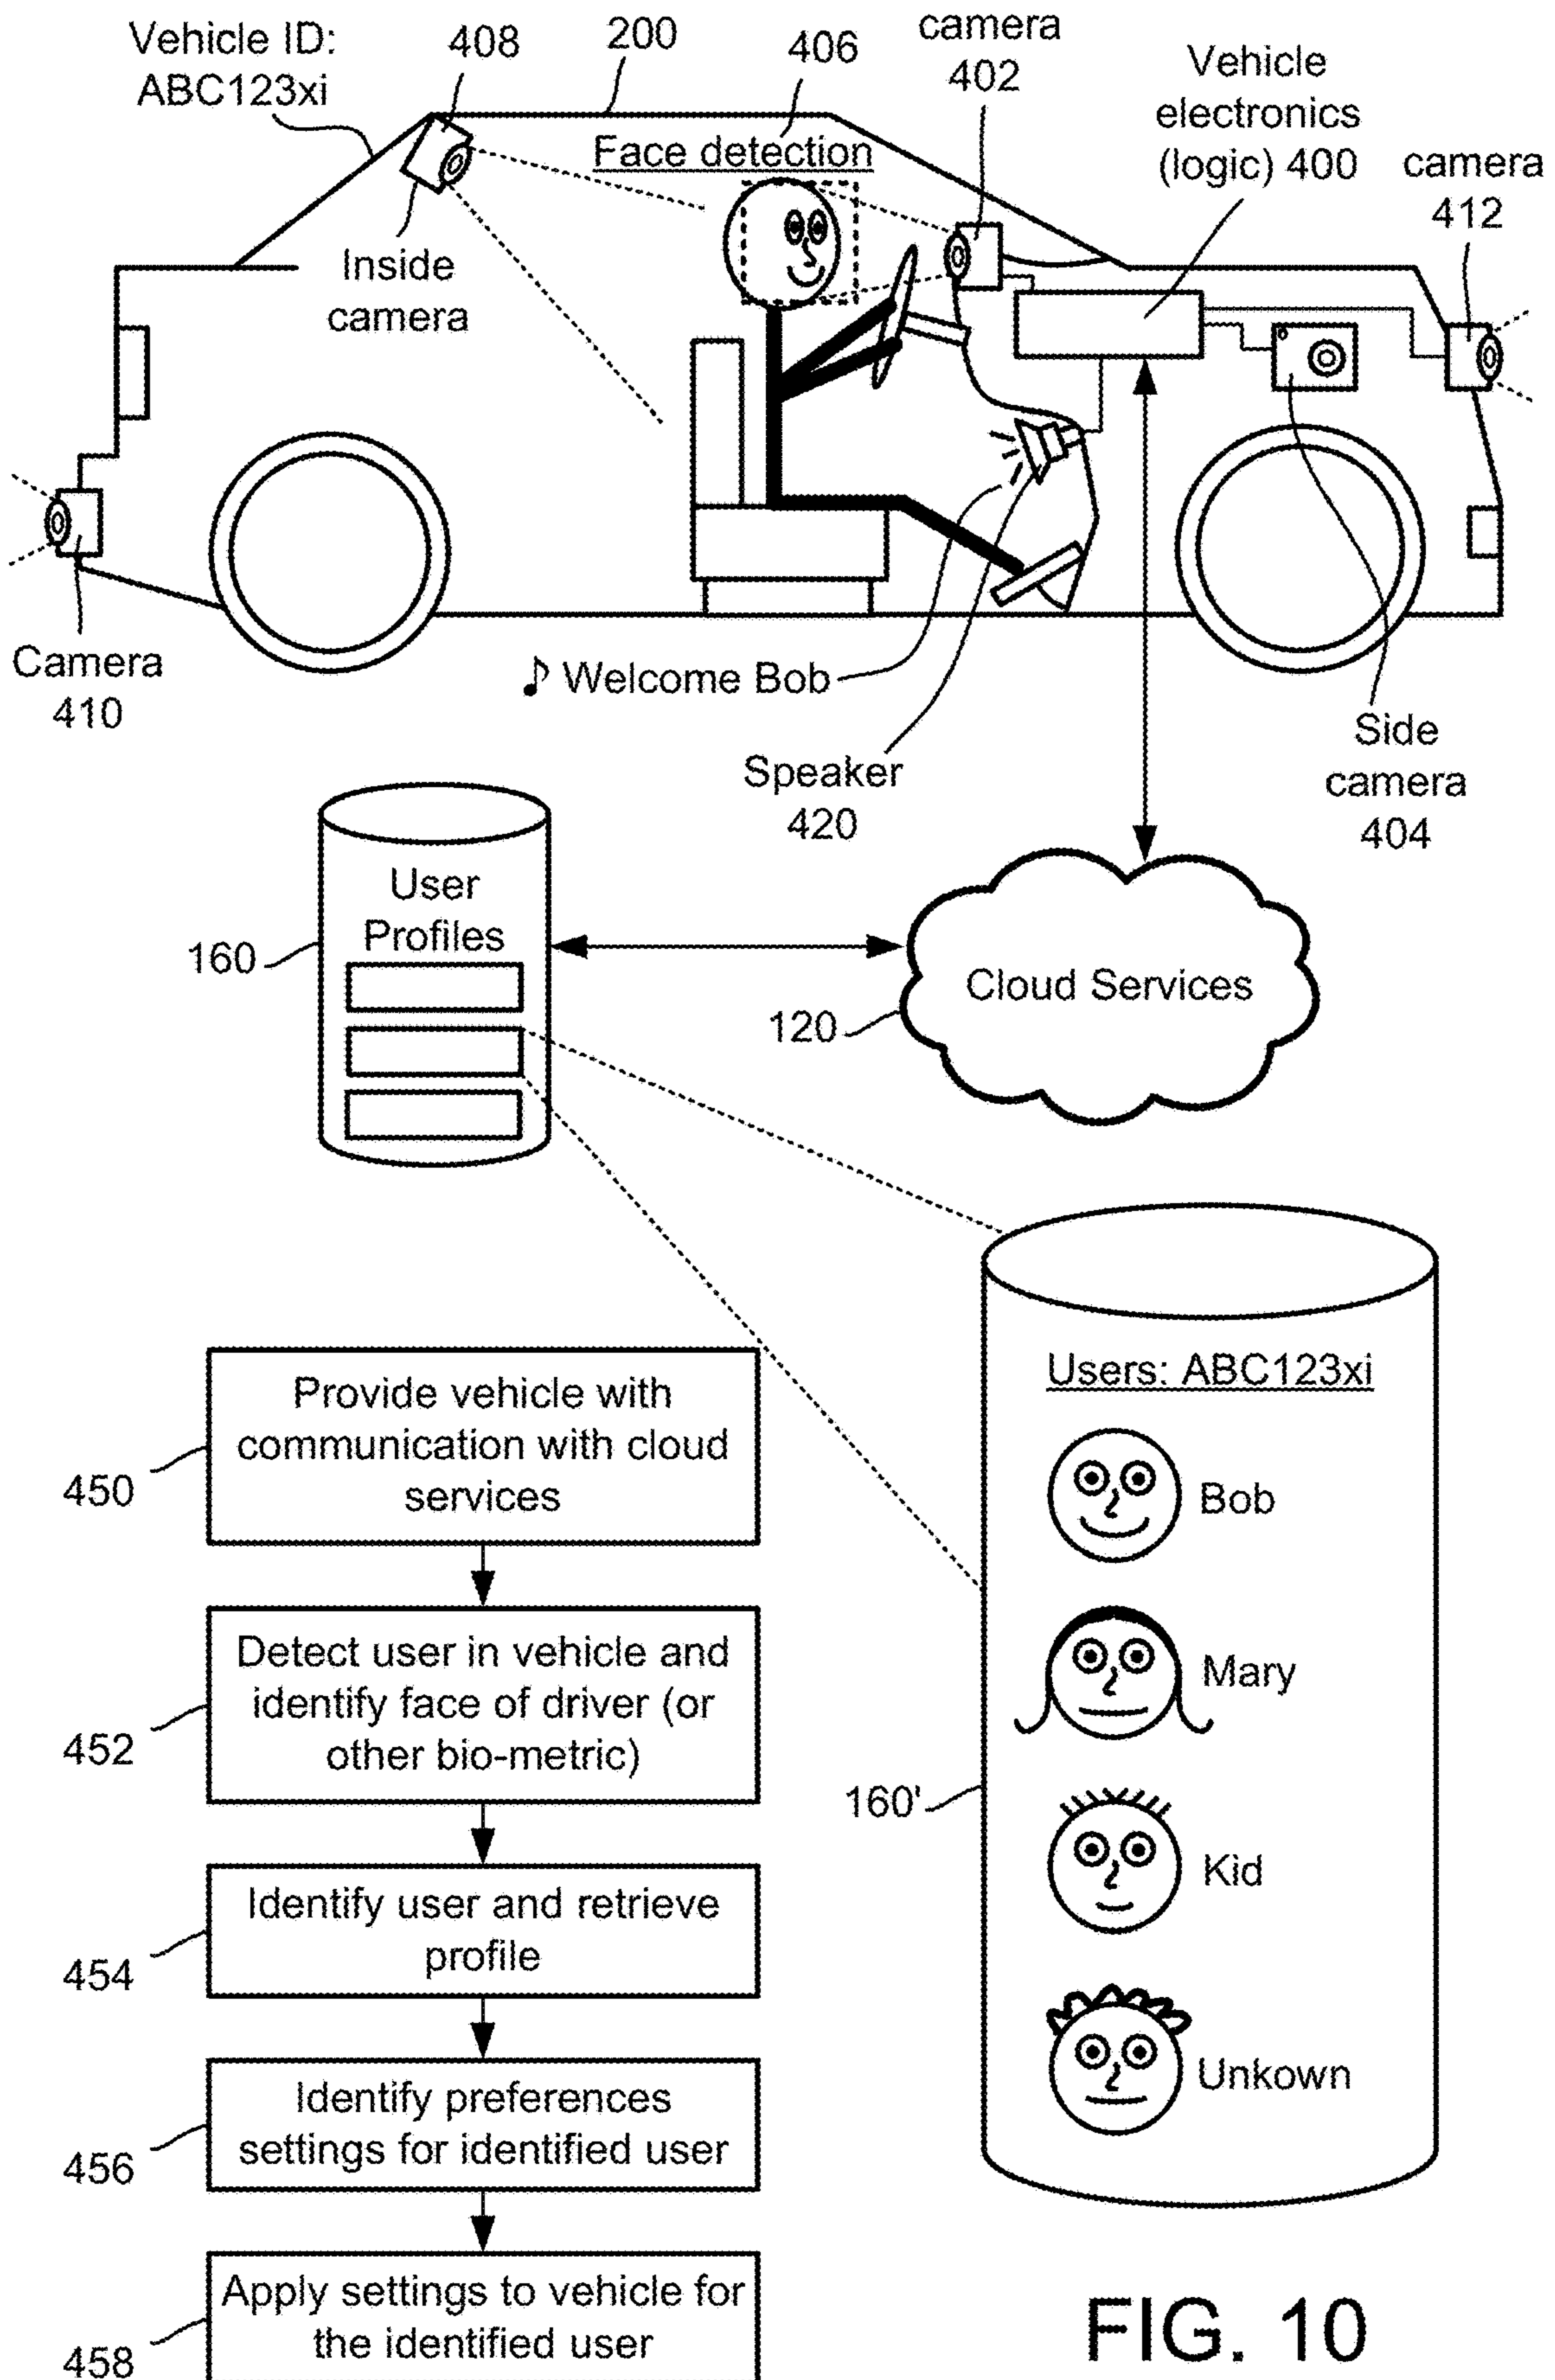 Vehicle ID:
ABC123xi
408
200
406
camera
402
Vehicle
electronics
(logic) 400
camera
412
Face detection
Inside
camera
Camera
410
♪ Welcome Bob
Speaker
420
Side
camera
404
User
Profiles
160
Cloud Services
120
Users: ABC123xi
Bob
Mary
Kid
Unkown
160'
Provide vehicle with
communication with cloud
services
450
Detect user in vehicle and
identify face of driver (or
other bio-metric)
452
Identify user and retrieve
profile
454
Identify preferences
settings for identified user
456
Apply settings to vehicle for
the identified user
458
FIG. 10